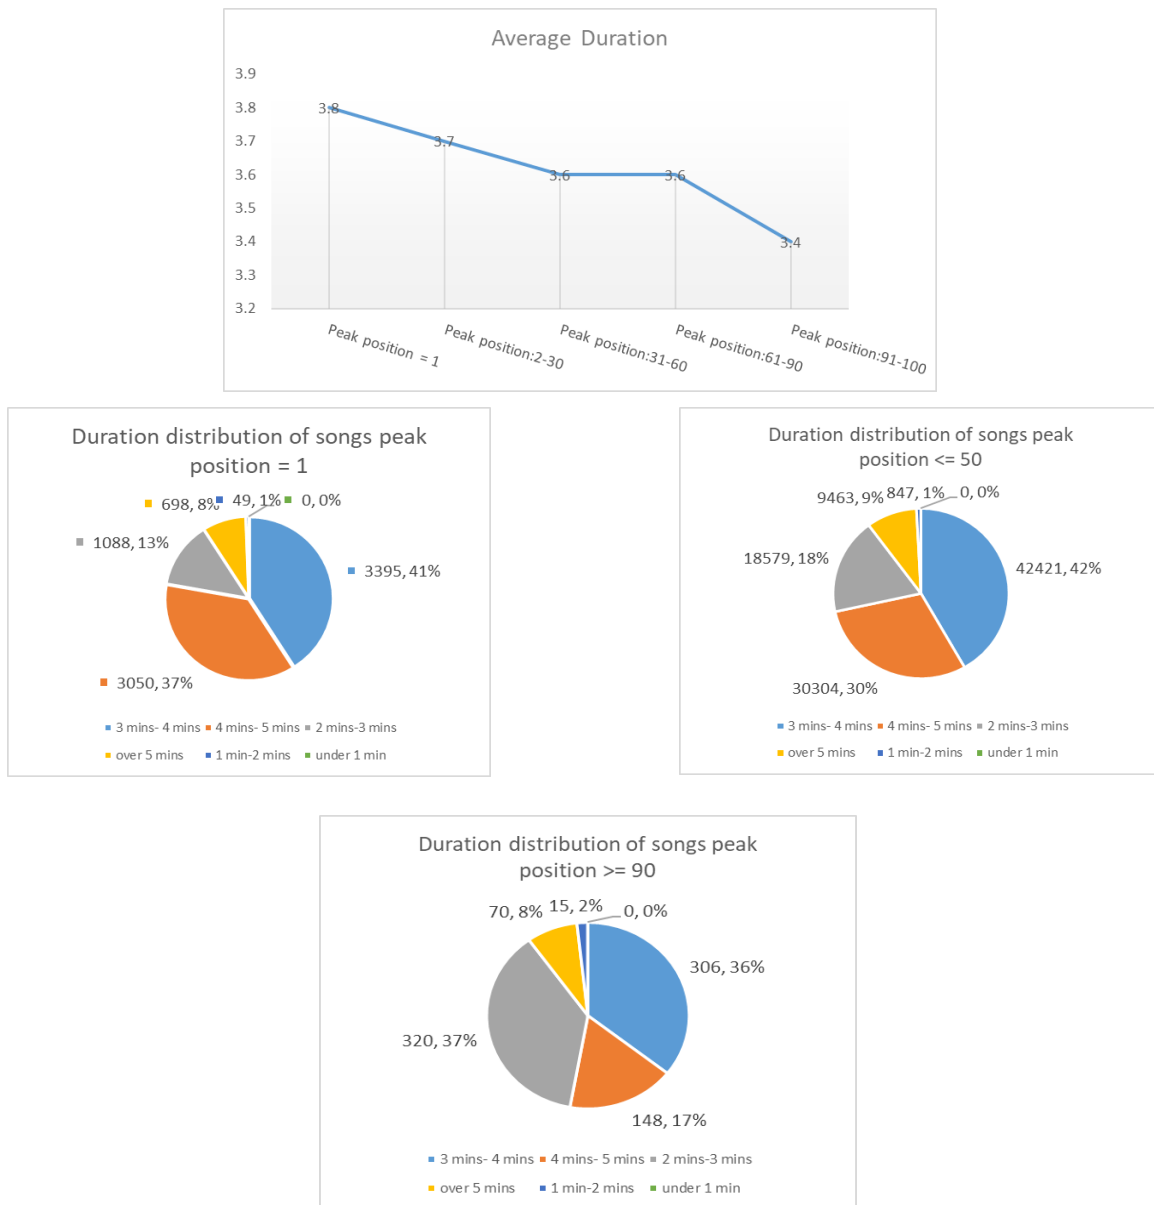 Average Duration
3.9
3.8
3.7
3.6
3.5
3.4
3.3
3.2
3.8
3.7
3.6
3.6
3.4
Peak position = 1
Peak position:2-30
Peak position:31-60
Peak position:61-90
Peak position:91-100
Duration distribution of songs peak
position = 1
698, 8%
49, 1%
0, 0%
1088, 13%
3395, 41%
3050, 37%
3 mins- 4 mins
4 mins- 5 mins
2 mins-3 mins
over 5 mins
1 min-2 mins
under 1 min
Duration distribution of songs peak
position <= 50
9463, 9%
847, 1%
0, 0%
18579, 18%
42421, 42%
30304, 30%
3 mins- 4 mins
4 mins- 5 mins
2 mins-3 mins
over 5 mins
1 min-2 mins
under 1 min
Duration distribution of songs peak
position >= 90
70, 8%
15, 2%
0, 0%
306, 36%
320, 37%
148, 17%
3 mins- 4 mins
4 mins- 5 mins
2 mins-3 mins
over 5 mins
1 min-2 mins
under 1 min